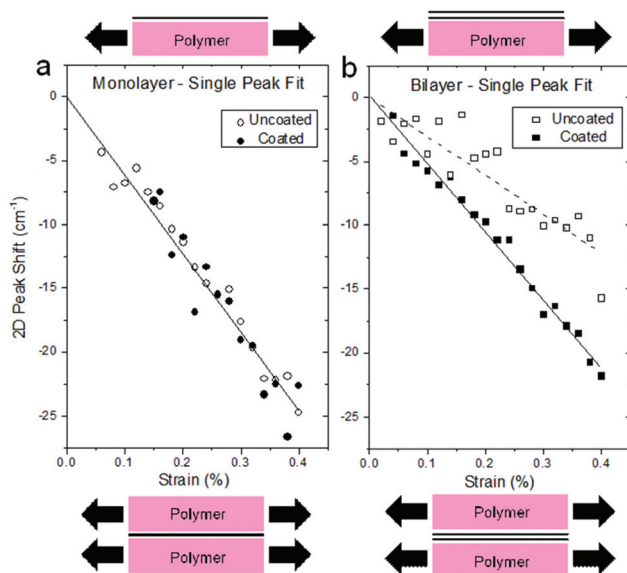 Polymer
Polymer
a
Monolayer - Single Peak Fit
Uncoated
Coated
b
Bilayer - Single Peak Fit
Uncoated
Coated
2D Peak Shift (cm⁻¹)
0
-5
-10
-15
-20
-25
0.0 0.1 0.2 0.3 0.4
Strain (%)
0
-5
-10
-15
-20
-25
0.0 0.1 0.2 0.3 0.4
Strain (%)
Polymer
Polymer
Polymer
Polymer